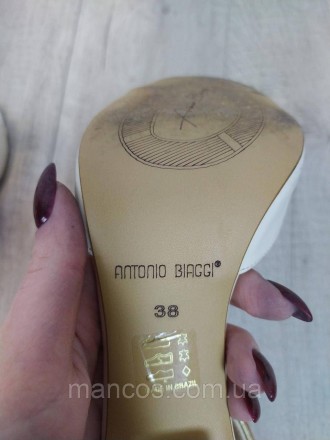 ANTONIO BIAGGI®
38
IN BRAZIL
mancos.com.ua